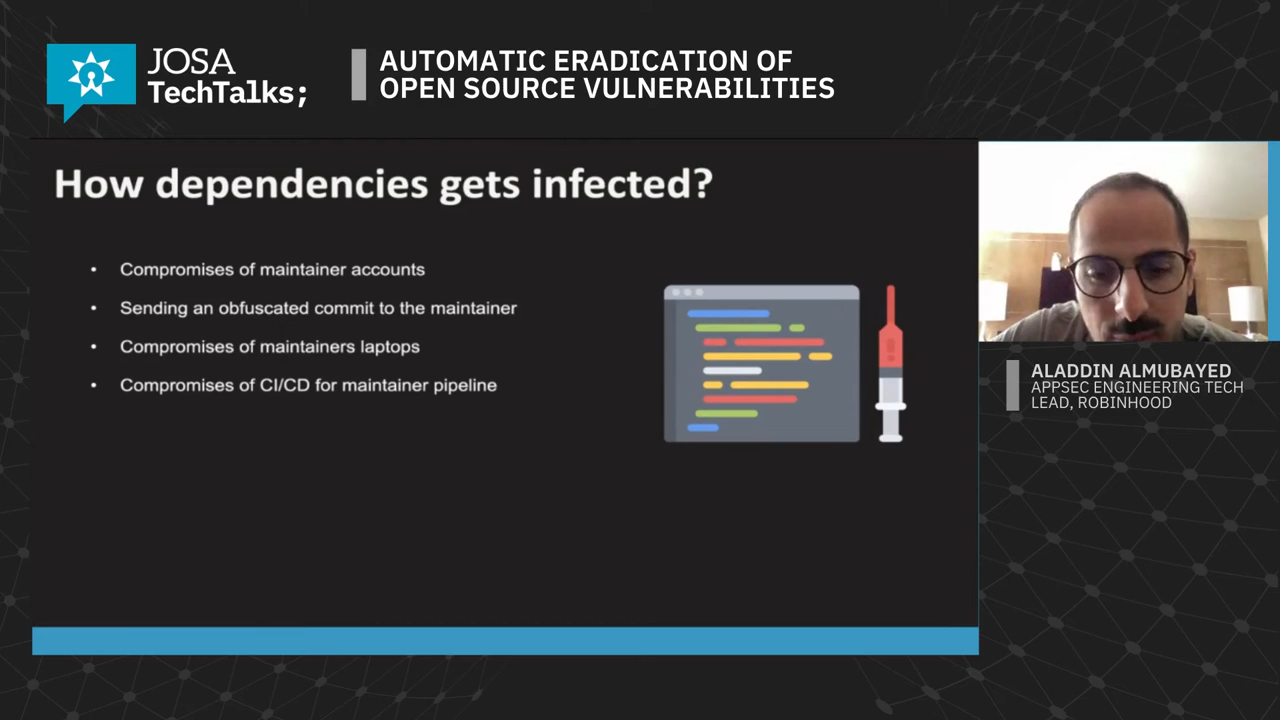 JOSA
TechTalks;
AUTOMATIC ERADICATION OF
OPEN SOURCE VULNERABILITIES
How dependencies gets infected?
• Compromises of maintainer accounts
• Sending an obfuscated commit to the maintainer
• Compromises of maintainers laptops
• Compromises of CI/CD for maintainer pipeline
ALADDIN ALMUBAYED
APPSEC ENGINEERING TECH
LEAD, ROBINHOOD